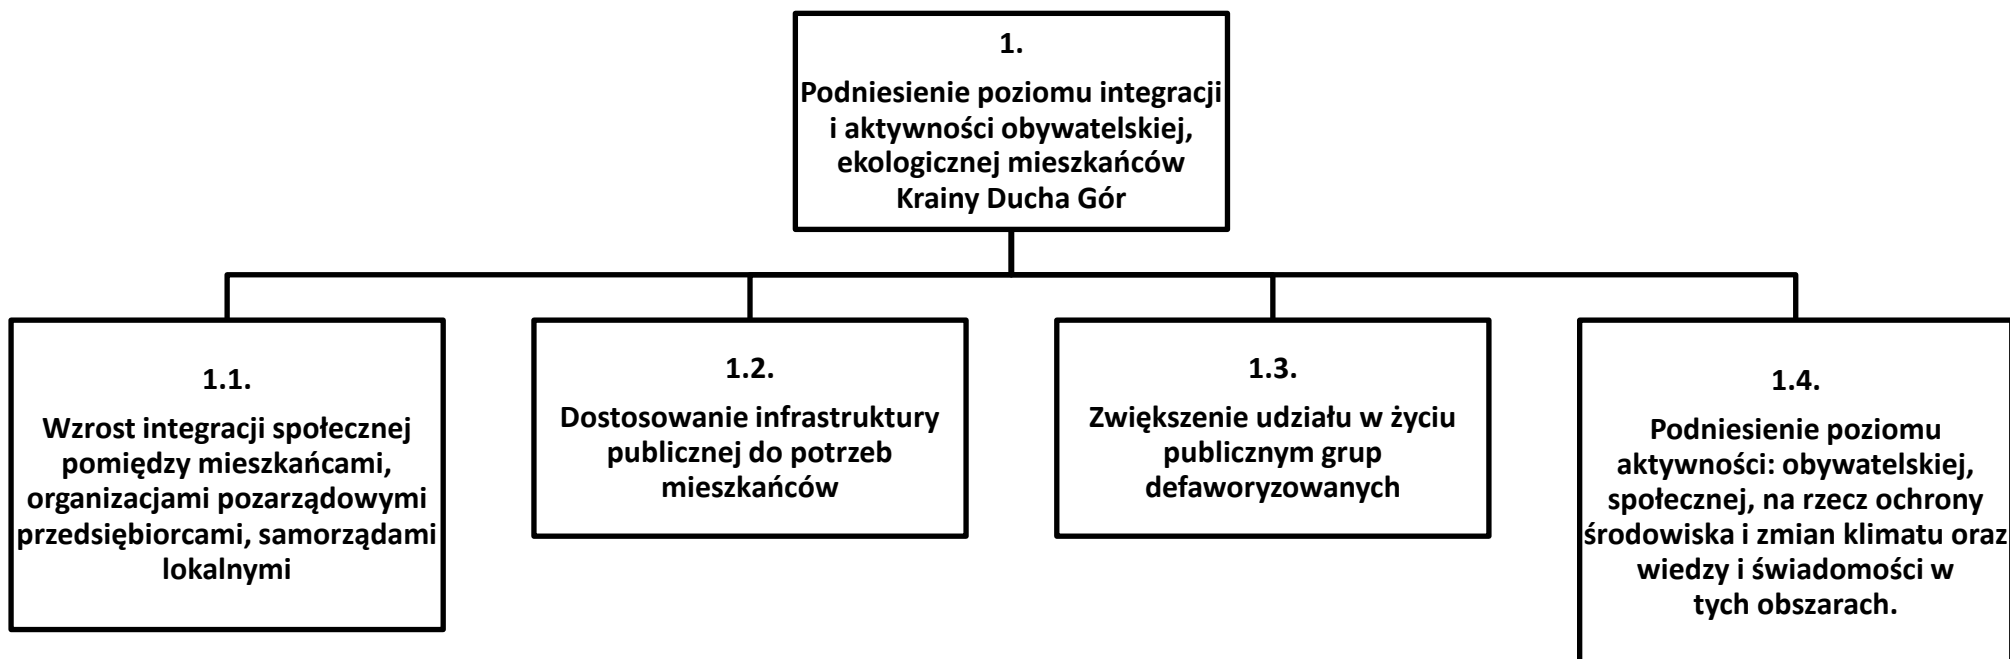 1.
Podniesienie poziomu integracji
i aktywności obywatelskiej,
ekologicznej mieszkańców
Krainy Ducha Gór
1.1.
Wzrost integracji społecznej
pomiędzy mieszkańcami,
organizacjami pozarządowymi
przedsiębiorcami, samorządami
lokalnymi
1.2.
Dostosowanie infrastruktury
publicznej do potrzeb
mieszkańców
1.3.
Zwiększenie udziału w życiu
publicznym grup
defaworyzowanych
1.4.
Podniesienie poziomu
aktywności: obywatelskiej,
społecznej, na rzecz ochrony
środowiska i zmian klimatu oraz
wiedzy i świadomości w
tych obszarach.